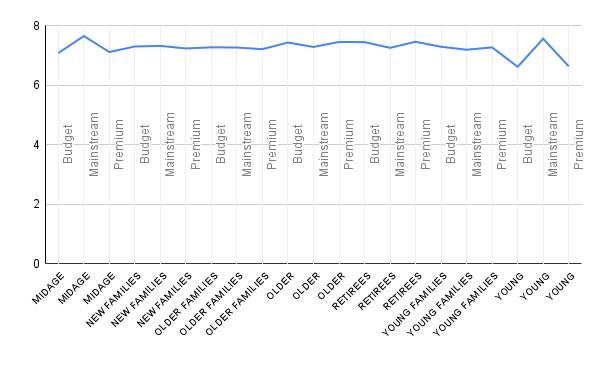 8
6
4
2
0
Budget
Mainstream
Premium
Budget
Mainstream
Premium
Budget
Mainstream
Premium
Budget
Mainstream
Premium
Budget
Mainstream
Premium
Budget
Mainstream
Premium
Budget
Mainstream
Premium
MIDAGE
MIDAGE
MIDAGE
NEW FAMILIES
NEW FAMILIES
NEW FAMILIES
OLDER FAMILIES
OLDER FAMILIES
OLDER FAMILIES
OLDER
OLDER
OLDER
RETIREES
RETIREES
RETIREES
YOUNG FAMILIES
YOUNG FAMILIES
YOUNG FAMILIES
YOUNG
YOUNG
YOUNG